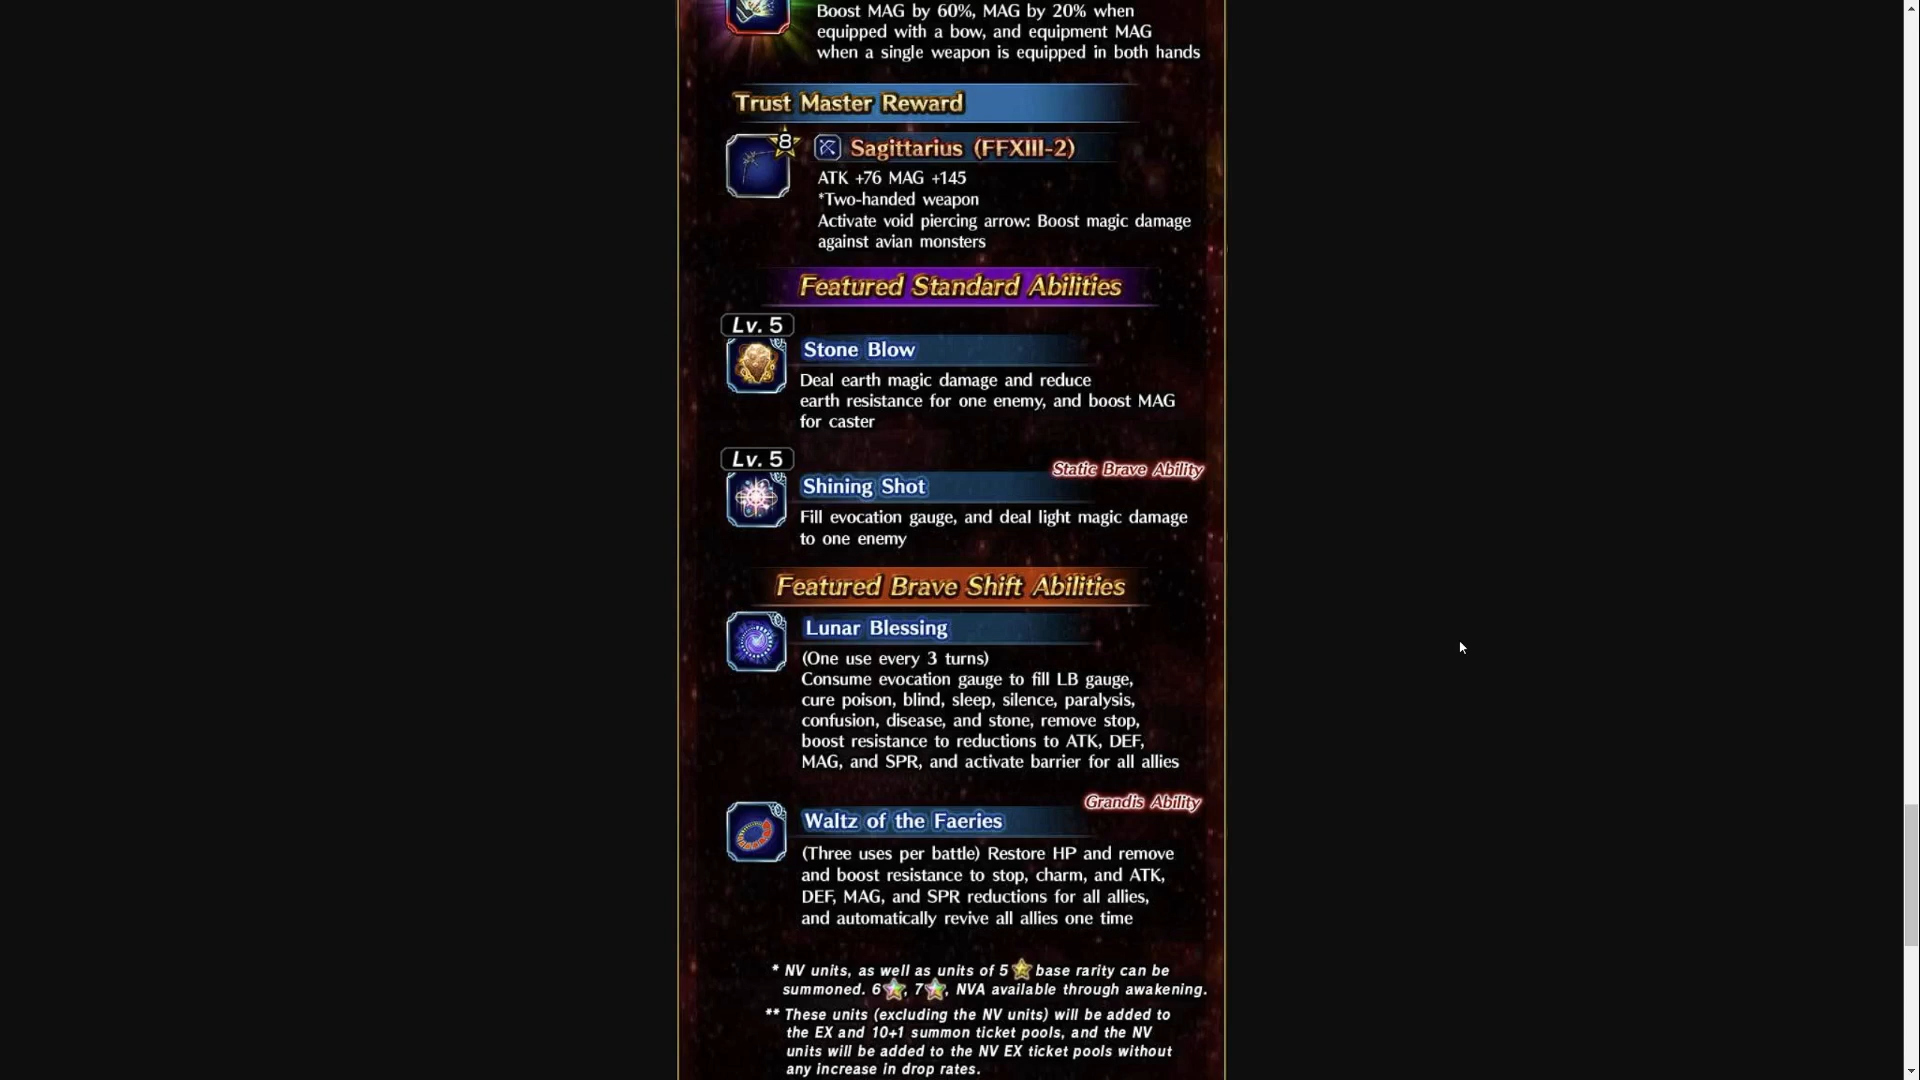 Boost MAG by 60%, MAG by 20% when
equipped with a bow, and equipment MAG
when a single weapon is equipped in both hands
Trust Master Reward
8
Sagittarius (FFXIII-2)
ATK +76 MAG +145
*Two-handed weapon
Activate void piercing arrow: Boost magic damage
against avian monsters
Featured Standard Abilities
Lv. 5
Stone Blow
Deal earth magic damage and reduce
earth resistance for one enemy, and boost MAG
for caster
Lv. 5
Static Brave Ability
Shining Shot
Fill evocation gauge, and deal light magic damage
to one enemy
Featured Brave Shift Abilities
Lunar Blessing
(One use every 3 turns)
Consume evocation gauge to fill LB gauge,
cure poison, blind, sleep, silence, paralysis,
confusion, disease, and stone, remove stop,
boost resistance to reductions to ATK, DEF,
MAG, and SPR, and activate barrier for all allies
Grandis Ability
Waltz of the Faeries
(Three uses per battle) Restore HP and remove
and boost resistance to stop, charm, and ATK,
DEF, MAG, and SPR reductions for all allies,
and automatically revive all allies one time
* NV units, as well as units of 5 base rarity can be
summoned. 6, 7, NVA available through awakening.
** These units (excluding the NV units) will be added to
the EX and 10+1 summon ticket pools, and the NV
units will be added to the NV EX ticket pools without
any increase in drop rates.